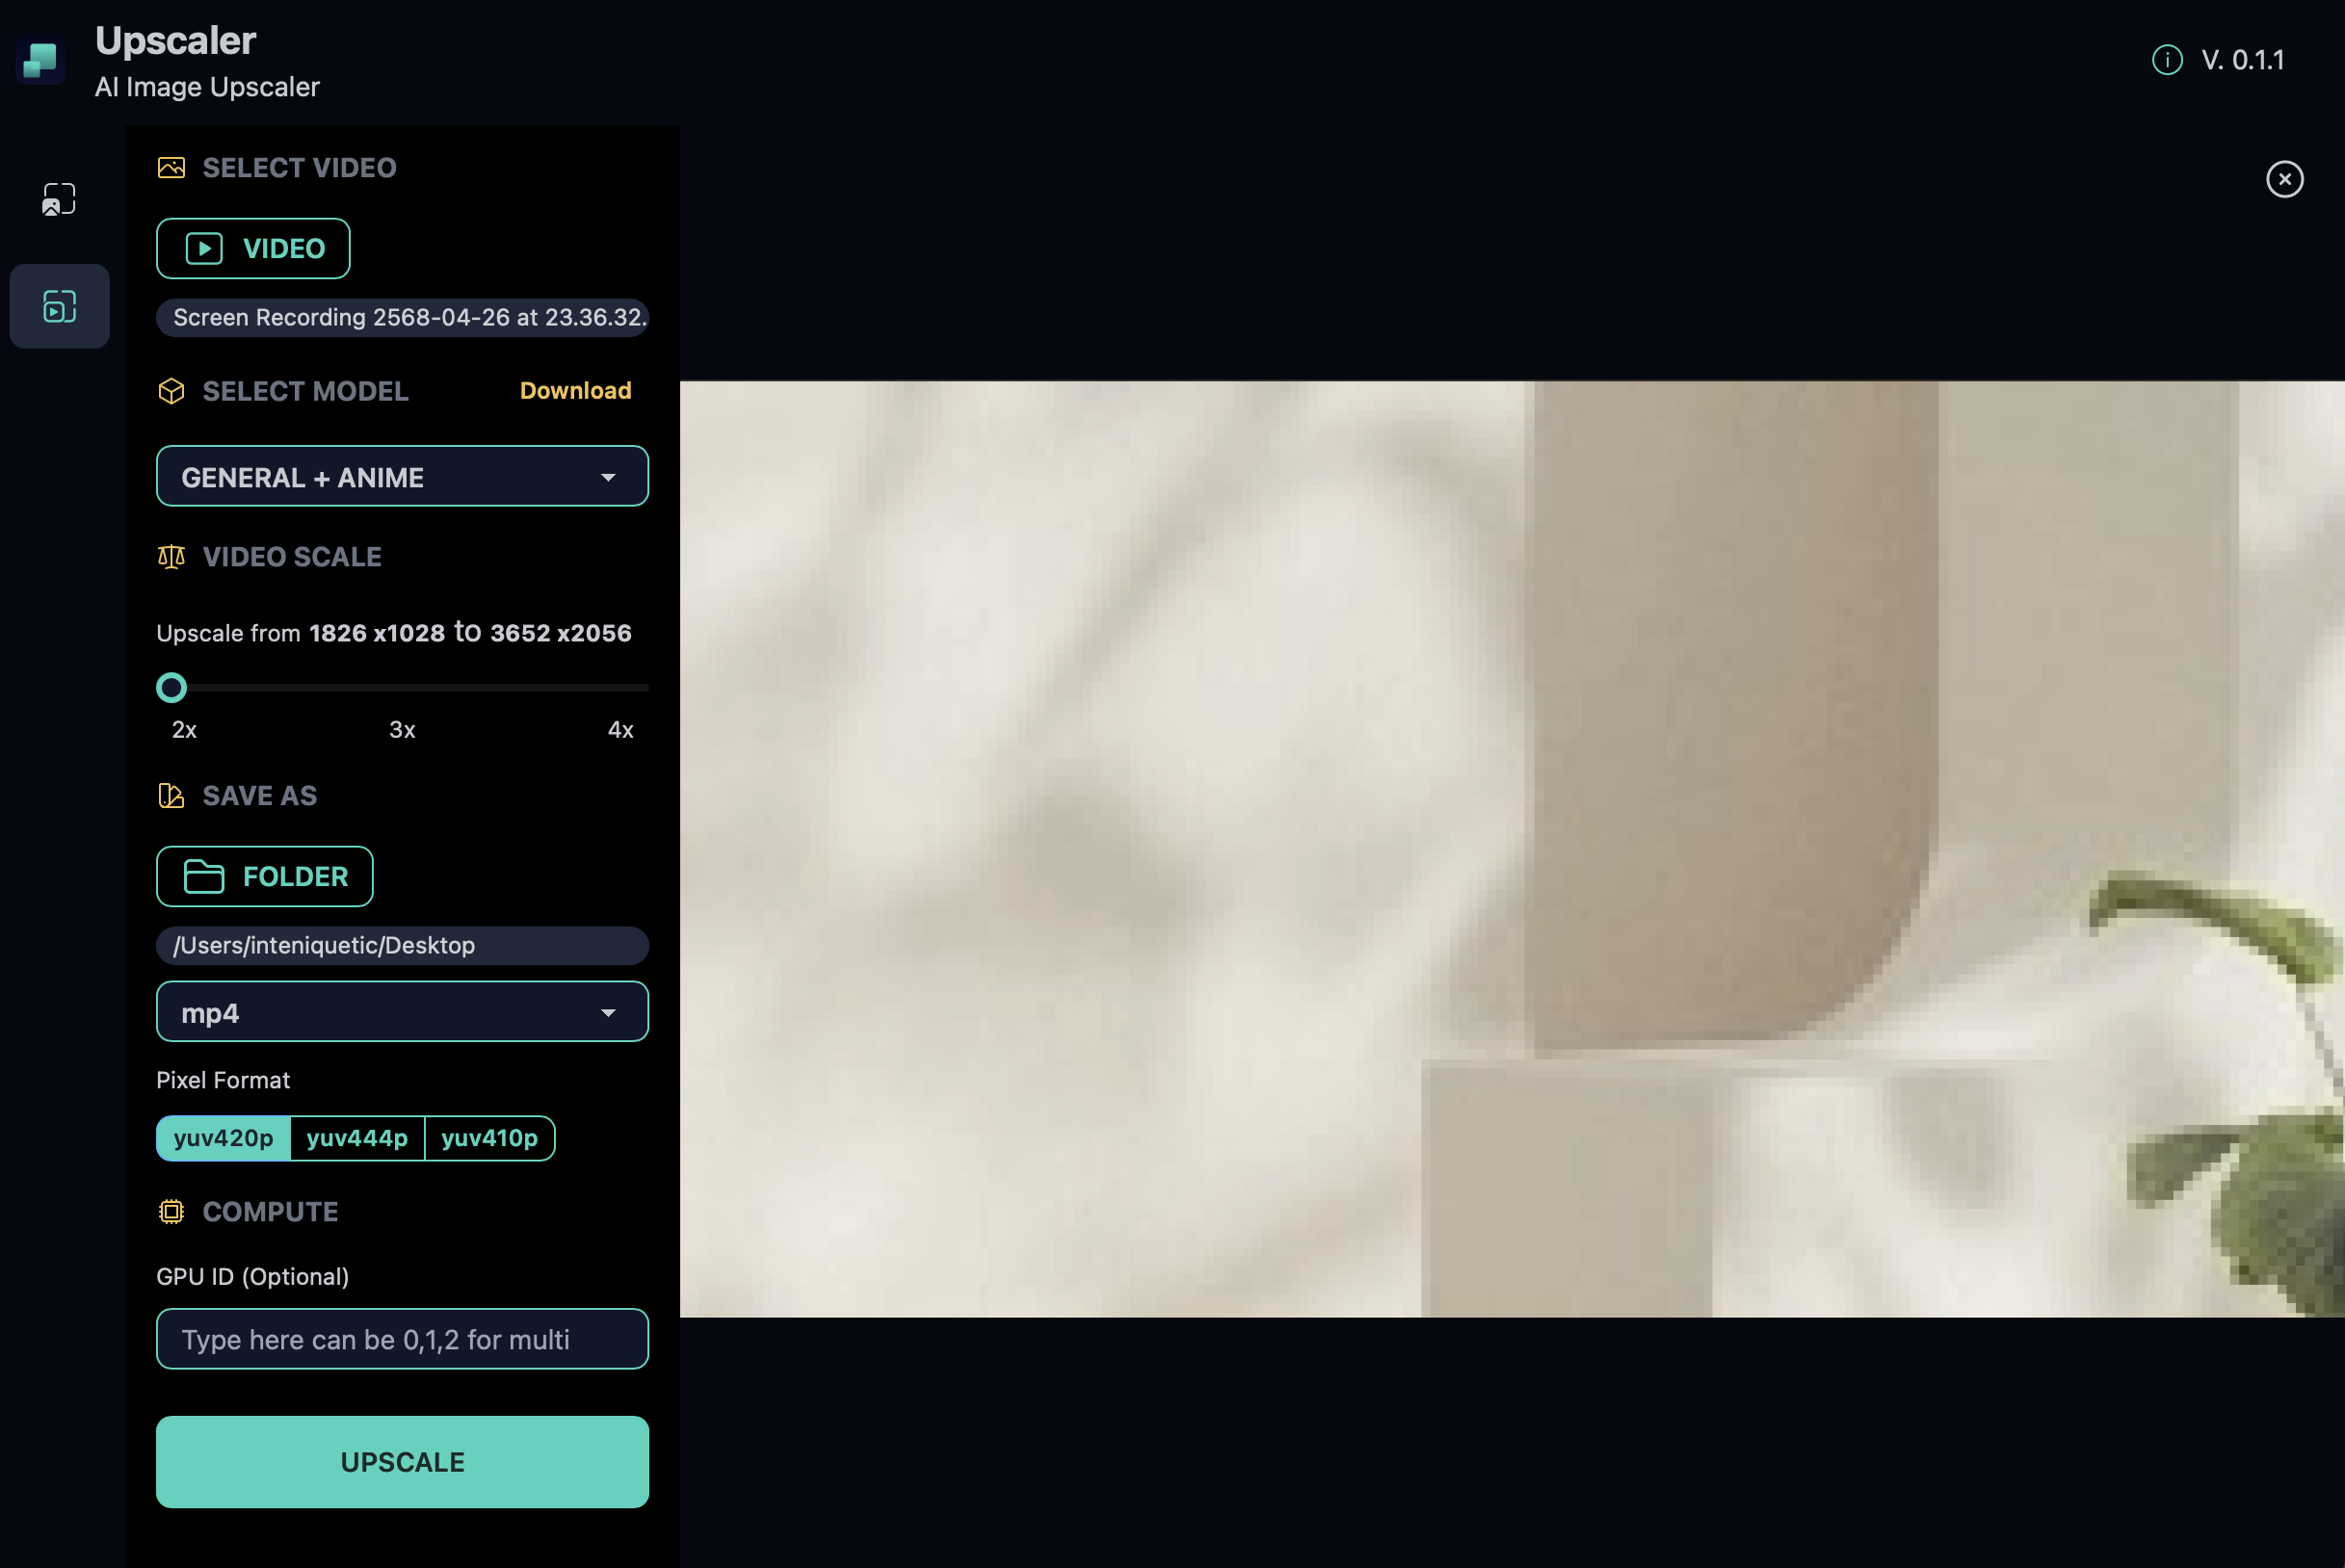 Upscaler
AI Image Upscaler
V. 0.1.1
SELECT VIDEO
VIDEO
Screen Recording 2568-04-26 at 23.36.32.
SELECT MODEL Download
GENERAL + ANIME
VIDEO SCALE
Upscale from 1826 x1028 to 3652 x2056
2x 3x 4x
SAVE AS
FOLDER
/Users/inteniquetic/Desktop
mp4
Pixel Format
yuv420p yuv444p yuv410p
COMPUTE
GPU ID (Optional)
Type here can be 0,1,2 for multi
UPSCALE